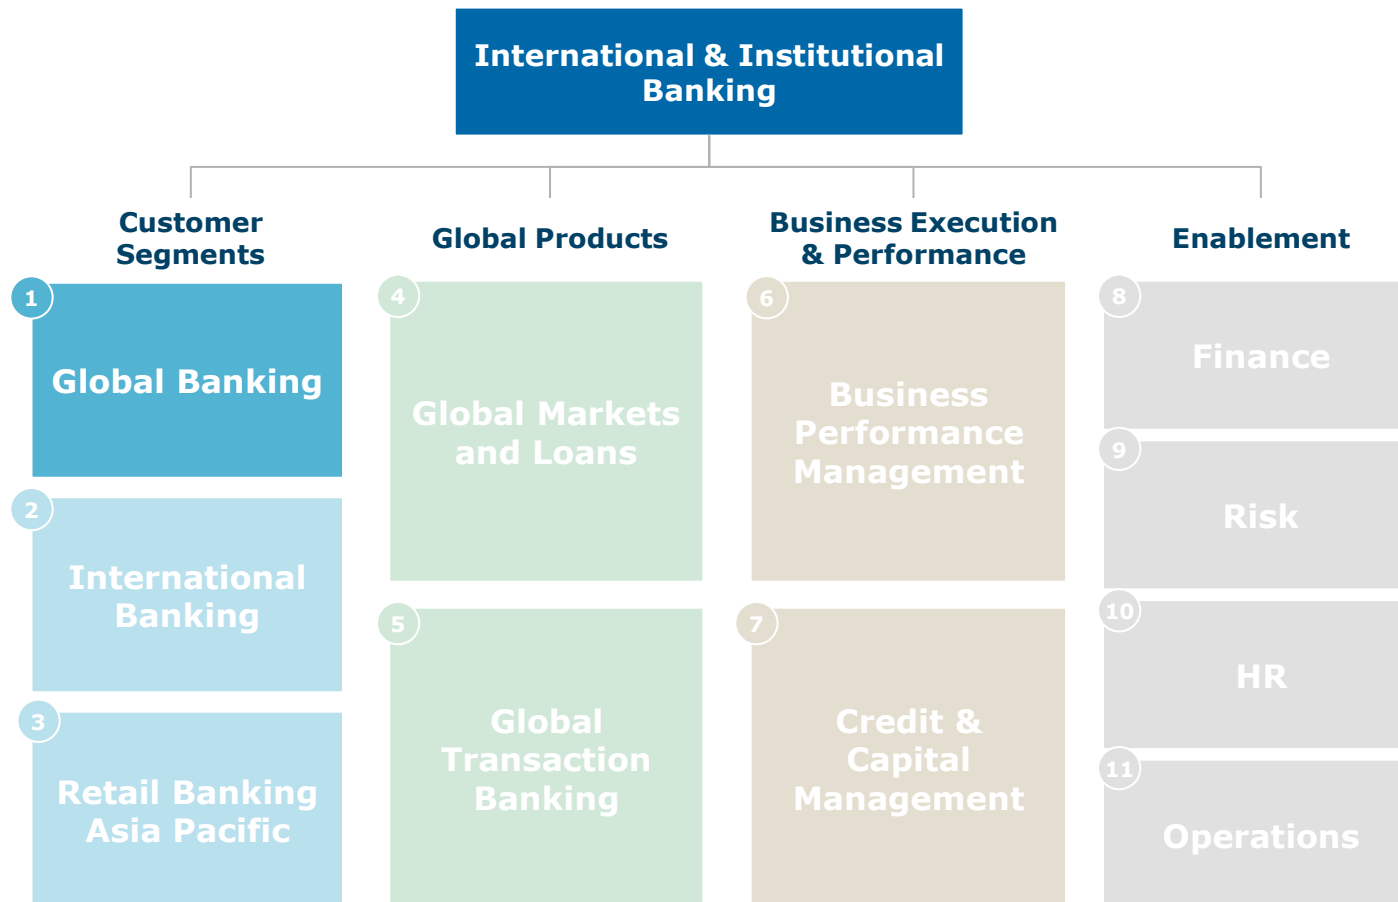 International & Institutional
Banking
Customer
Segments
Global Products
Business Execution
& Performance
Enablement
1
Global Banking
2
International
Banking
3
Retail Banking
Asia Pacific
4
Global Markets
and Loans
5
Global
Transaction
Banking
6
Business
Performance
Management
7
Credit &
Capital
Management
8
Finance
9
Risk
10
HR
11
Operations